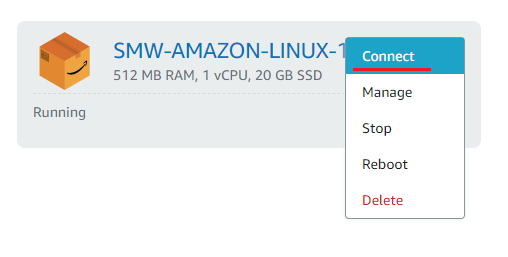 SMW-AMAZON-LINUX-1
512 MB RAM, 1 vCPU, 20 GB SSD
Running
Connect
Manage
Stop
Reboot
Delete